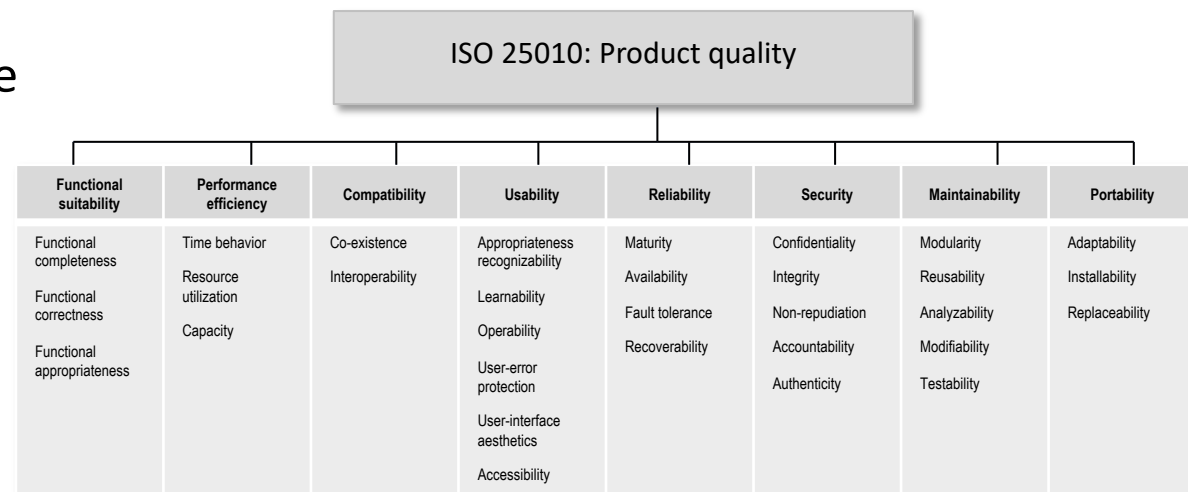 e
ISO 25010: Product quality
Functional
suitability
Performance
efficiency
Compatibility
Usability
Reliability
Security
Maintainability
Portability
Functional
completeness
Functional
correctness
Functional
appropriateness
Time behavior
Resource
utilization
Capacity
Co-existence
Interoperability
Appropriateness
recognizability
Learnability
Operability
User-error
protection
User-interface
aesthetics
Accessibility
Maturity
Availability
Fault tolerance
Recoverability
Confidentiality
Integrity
Non-repudiation
Accountability
Authenticity
Modularity
Reusability
Analyzability
Modifiability
Testability
Adaptability
Installability
Replaceability